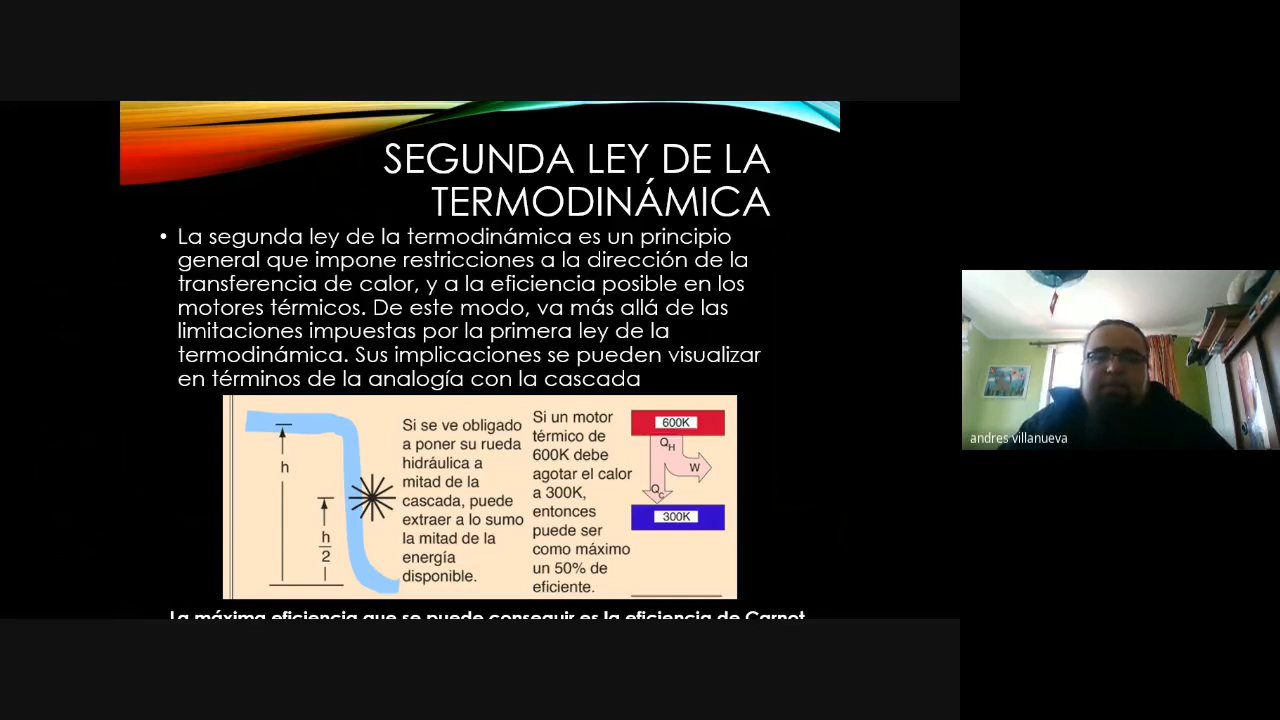 SEGUNDA LEY DE LA
TERMODINÁMICA
• La segunda ley de la termodinámica es un principio
general que impone restricciones a la dirección de la
transferencia de calor, y a la eficiencia posible en los
motores térmicos. De este modo, va más allá de las
limitaciones impuestas por la primera ley de la
termodinámica. Sus implicaciones se pueden visualizar
en términos de la analogía con la cascada
h
h
2
Si se ve obligado
a poner su rueda
hidráulica a
mitad de la
cascada, puede
extraer a lo sumo
la mitad de la
energía
disponible.
Si un motor
térmico de
600K debe
agotar el calor
a 300K,
entonces
puede ser
como máximo
un 50% de
eficiente.
600K
QH
W
QC
300K
La máxima eficiencia que se puede conseguir es la eficiencia de Carnot
andres villanueva